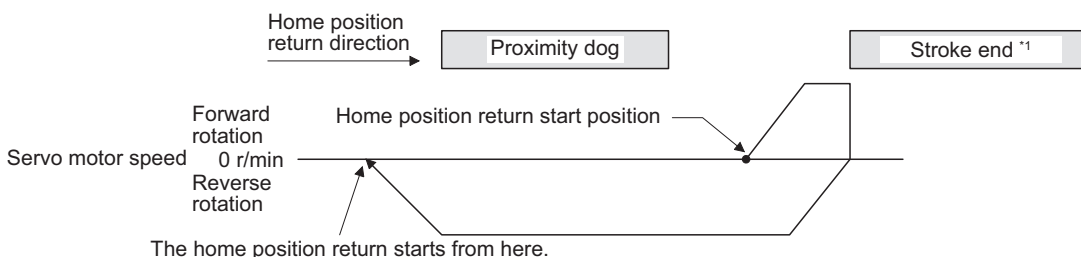 Home position
return direction
Proximity dog
Stroke end *1
Forward
rotation
Home position return start position
Servo motor speed 0 r/min
Reverse
rotation
The home position return starts from here.